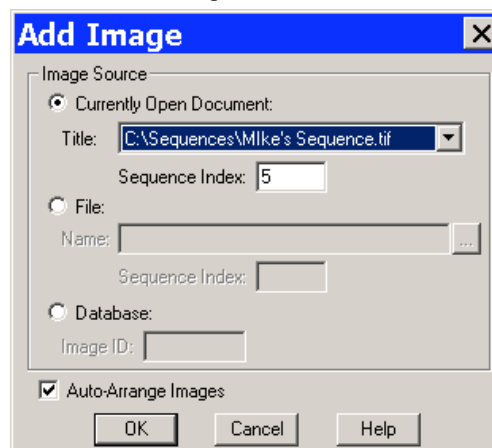 Add Image
Image Source
Currently Open Document:
Title: C:\Sequences\MIke's Sequence.tif
Sequence Index: 5
File:
Name: ...
Sequence Index:
Database:
Image ID:
Auto-Arrange Images
OK Cancel Help